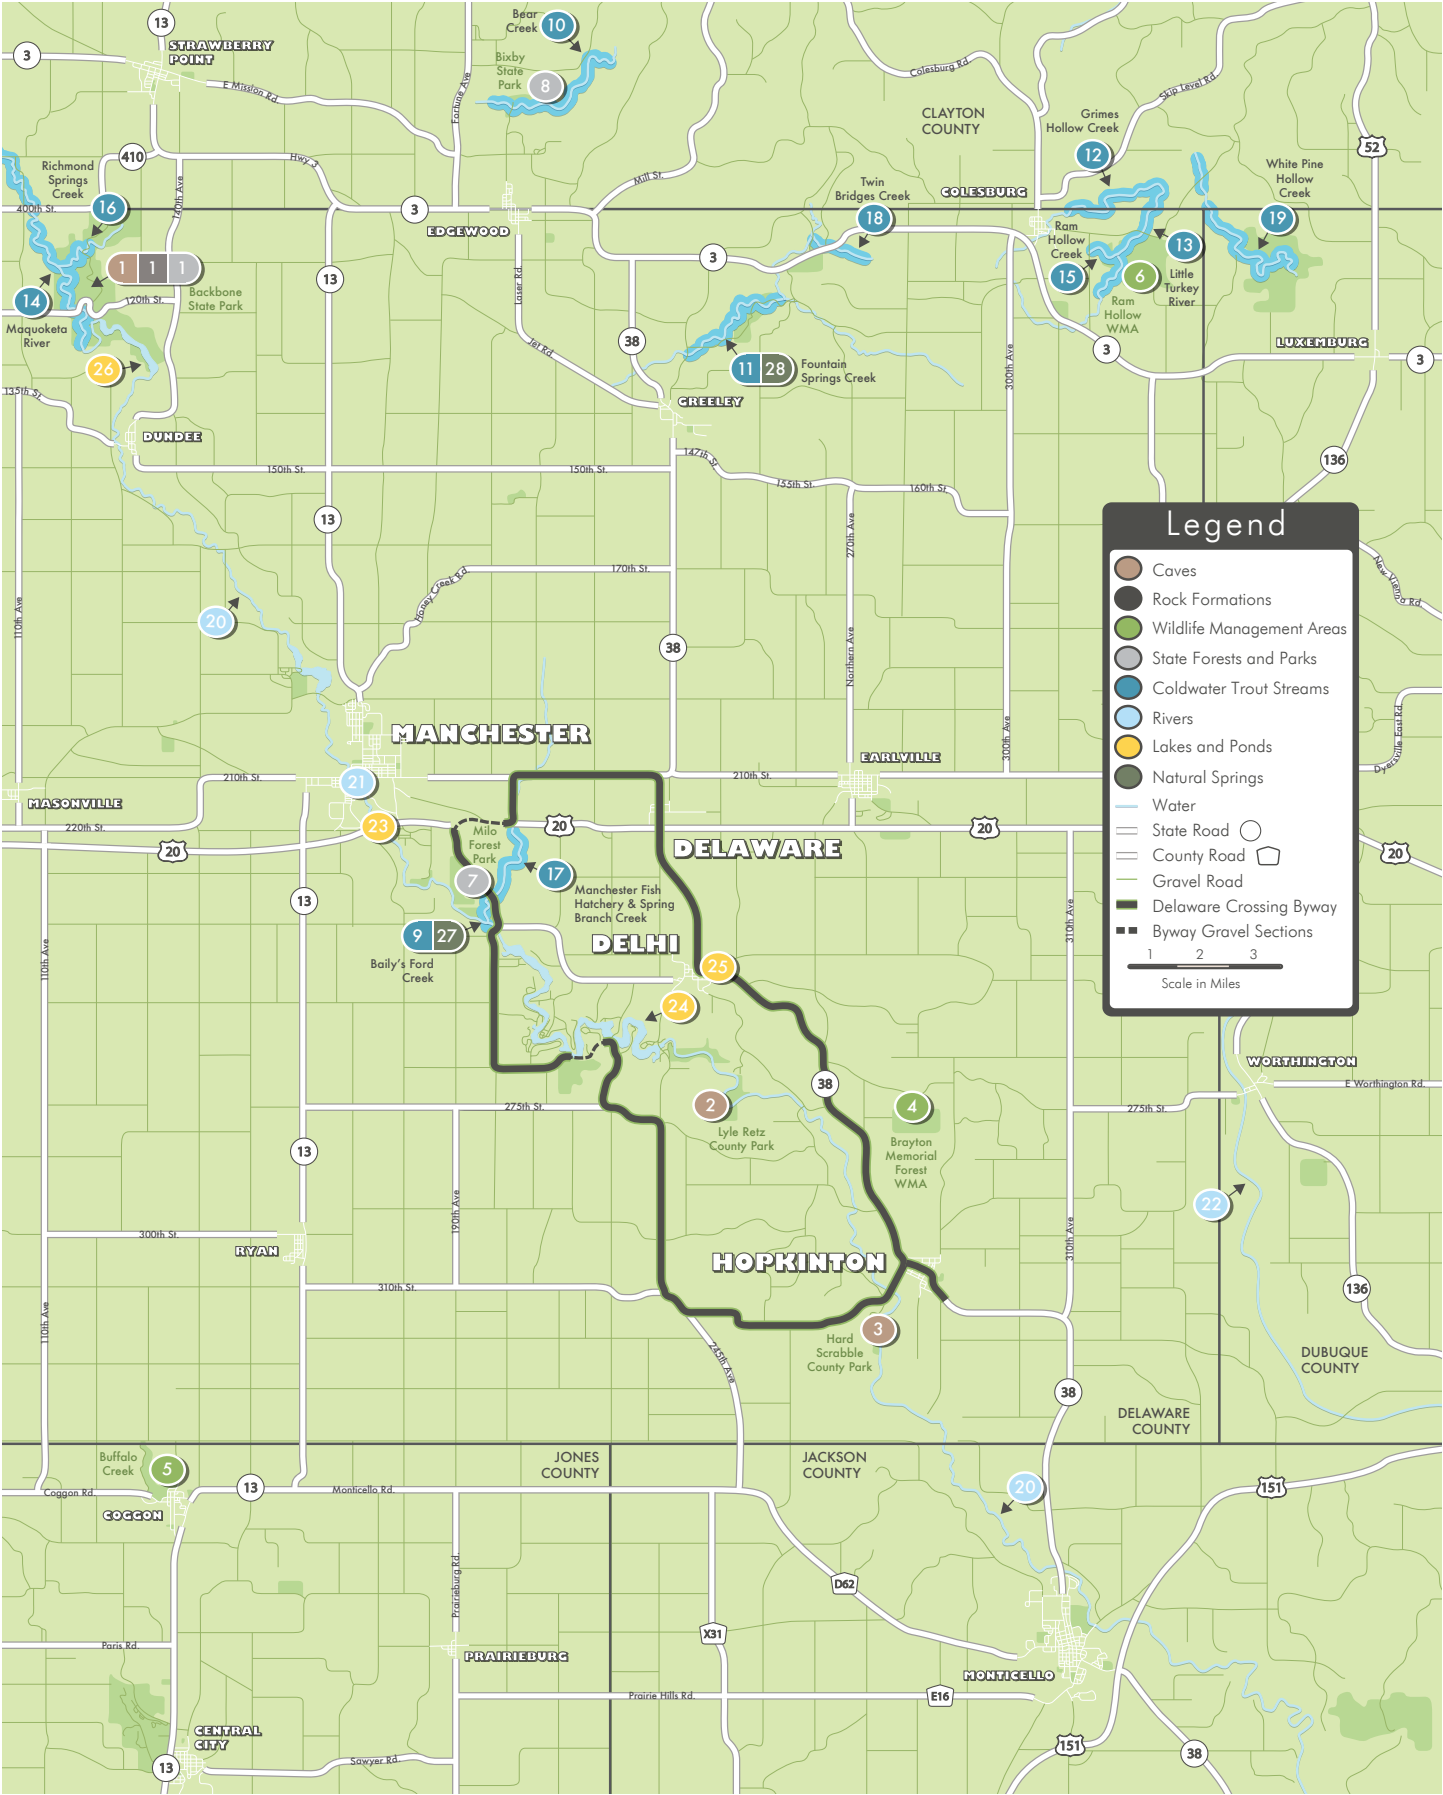 13
STRAWBERRY
POINT
3
E Mission Rd.
Fortune Ave
Bear
Creek
10
Bixby
State
Park
8
Colesburg Rd
CLAYTON
COUNTY
Skip Level Rd.
Grimes
Hollow Creek
12
52
410
Hwy 3
Richmond
Springs
Creek
16
400th St.
140th Ave
3
EDGEWOOD
Mill St.
Twin
Bridges Creek
18
COLESBURG
White Pine
Hollow
Creek
19
Ram
Hollow
Creek
15
13
Little
Turkey
River
6
Ram
Hollow
WMA
1
1
1
Backbone
State Park
14
Maquoketa
River
120th St.
13
Laser Rd.
3
38
Jet Rd
11
28
Fountain
Springs Creek
300th Ave
3
LUXEMBURG
3
26
135th St.
DUNDEE
GREELEY
150th St.
150th St.
147th St.
155th St.
160th St.
136
13
270th Ave
Honey Creek Rd.
170th St.
110th Ave
20
38
Northern Ave
300th Ave
New Vienna Rd
Dyersville East Rd.
Legend
Caves
Rock Formations
Wildlife Management Areas
State Forests and Parks
Coldwater Trout Streams
Rivers
Lakes and Ponds
Natural Springs
Water
State Road
County Road
Gravel Road
Delaware Crossing Byway
Byway Gravel Sections
1 2 3
Scale in Miles
MANCHESTER
EARLVILLE
210th St.
21
210th St.
MASONVILLE
220th St.
23
20
20
20
20
Milo
Forest
Park
7
DELAWARE
17
Manchester Fish
Hatchery & Spring
Branch Creek
13
9
27
Baily's Ford
Creek
DELHI
25
24
110th Ave
310th Ave
38
WORTHINGTON
E Worthington Rd.
275th St.
2
Lyle Retz
County Park
4
Brayton
Memorial
Forest
WMA
275th St.
13
190th Ave
22
300th St.
RYAN
310th Ave
HOPKINTON
310th St.
110th Ave
3
Hard
Scrabble
County Park
245th Ave
136
DUBUQUE
COUNTY
38
DELAWARE
COUNTY
JONES
COUNTY
JACKSON
COUNTY
Buffalo
Creek
5
Coggon Rd.
COGGON
13
Monticello Rd.
20
151
Prairieburg Rd.
D62
X31
Paris Rd.
PRAIRIEBURG
MONTICELLO
Prairie Hills Rd.
E16
CENTRAL
CITY
13
Sawyer Rd.
151
38